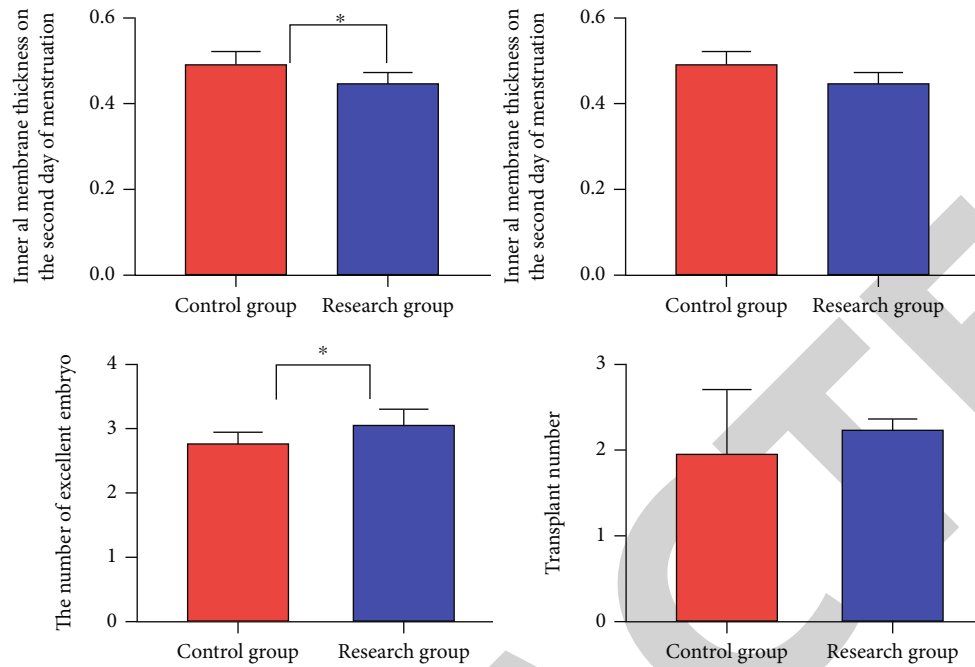 Inner al membrane thickness on
the second day of menstruation
0.6
0.4
0.2
0.0
*
Control group
Research group
Inner al membrane thickness on
the second day of menstruation
0.6
0.4
0.2
0.0
Control group
Research group
The number of excellent embryo
4
3
2
1
0
*
Control group
Research group
Transplant number
3
2
1
0
Control group
Research group